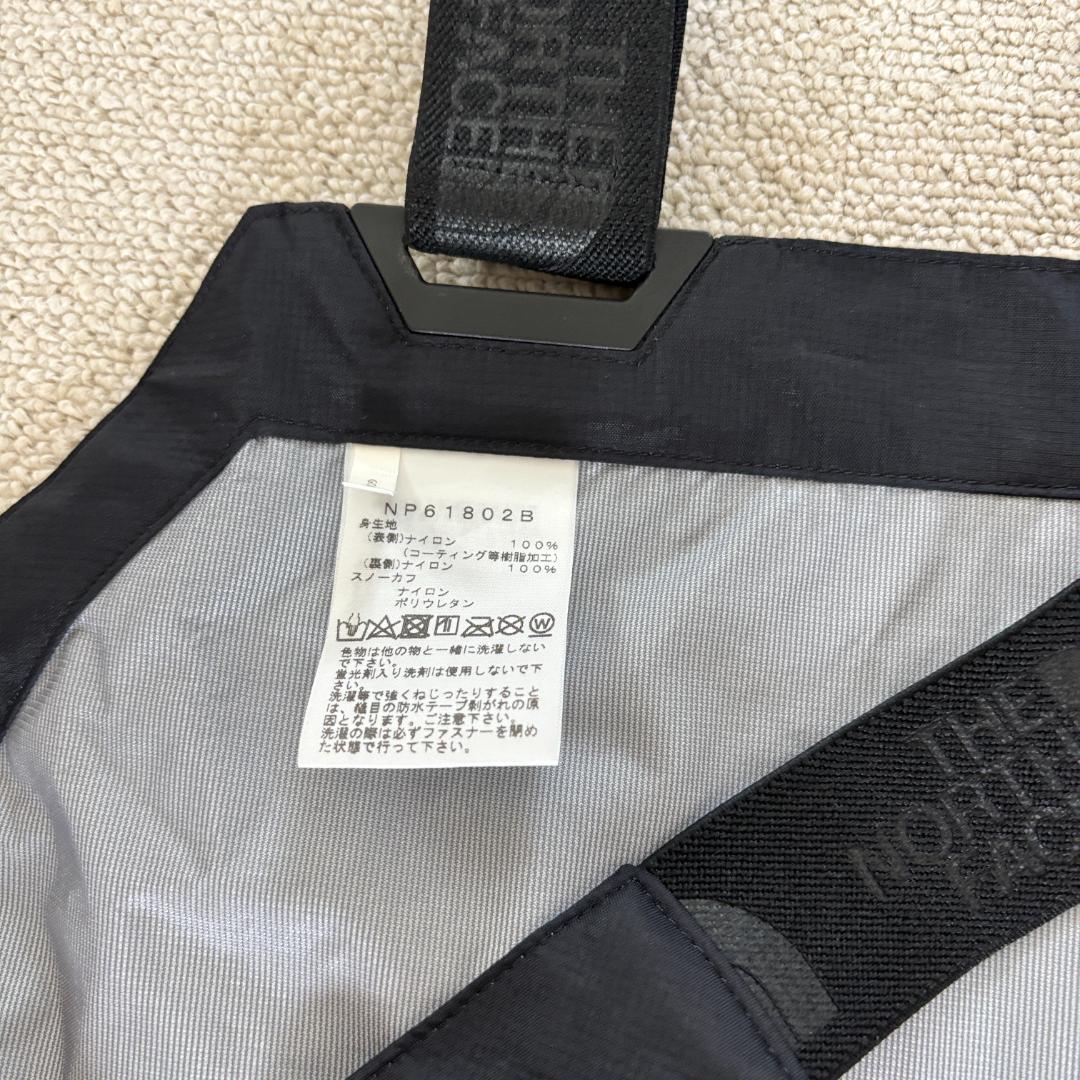 THE
NORTH
FACE
NP61802B
身生地
(表側)ナイロン 100%
(コーティング等樹脂加工)
(裏側)ナイロン 100%
スノーカフ
ナイロン
ポリウレタン
W
色物は他の物と一緒に洗濯しない
で下さい。
蛍光剤入り洗剤は使用しないで下
さい。
洗濯等で強くねじったりすること
は、縫目の防水テープ剥がれの原
因となります。ご注意下さい。
洗濯の際は必ずファスナーを閉め
た状態で行って下さい。
THE
NORTH
FACE